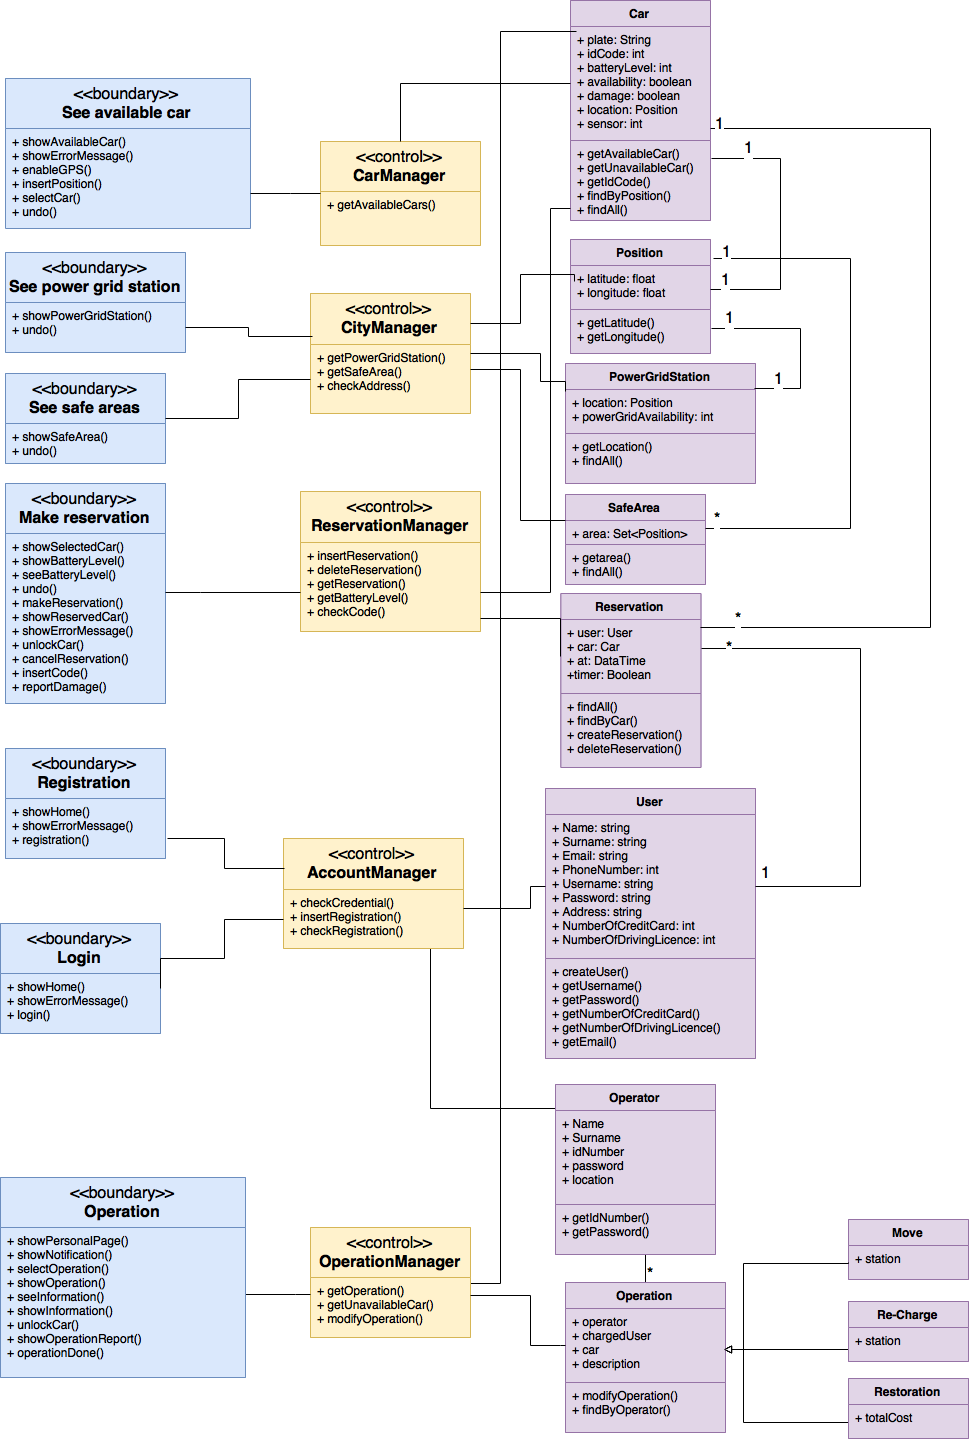 <<boundary>>
See available car
+ showAvailableCar()
+ showErrorMessage()
+ enableGPS()
+ insertPosition()
+ selectCar()
+ undo()
<<boundary>>
See power grid station
+ showPowerGridStation()
+ undo()
<<boundary>>
See safe areas
+ showSafeArea()
+ undo()
<<boundary>>
Make reservation
+ showSelectedCar()
+ showBatteryLevel()
+ seeBatteryLevel()
+ undo()
+ makeReservation()
+ showReservedCar()
+ showErrorMessage()
+ unlockCar()
+ cancelReservation()
+ insertCode()
+ reportDamage()
<<boundary>>
Registration
+ showHome()
+ showErrorMessage()
+ registration()
<<boundary>>
Login
+ showHome()
+ showErrorMessage()
+ login()
<<boundary>>
Operation
+ showPersonalPage()
+ showNotification()
+ selectOperation()
+ showOperation()
+ seeInformation()
+ showInformation()
+ unlockCar()
+ showOperationReport()
+ operationDone()
<<control>>
CarManager
+ getAvailableCars()
<<control>>
CityManager
+ getPowerGridStation()
+ getSafeArea()
+ checkAddress()
<<control>>
ReservationManager
+ insertReservation()
+ deleteReservation()
+ getReservation()
+ getBatteryLevel()
+ checkCode()
<<control>>
AccountManager
+ checkCredential()
+ insertRegistration()
+ checkRegistration()
<<control>>
OperationManager
+ getOperation()
+ getUnavailableCar()
+ modifyOperation()
Car
+ plate: String
+ idCode: int
+ batteryLevel: int
+ availability: boolean
+ damage: boolean
+ location: Position
+ sensor: int
+ getAvailableCar()
+ getUnavailableCar()
+ getIdCode()
+ findByPosition()
+ findAll()
1
1
Position
+ latitude: float
+ longitude: float
+ getLatitude()
+ getLongitude()
1
1
1
PowerGridStation
+ location: Position
+ powerGridAvailability: int
+ getLocation()
+ findAll()
1
SafeArea
+ area: Set<Position>
+ getarea()
+ findAll()
*
Reservation
+ user: User
+ car: Car
+ at: DataTime
+timer: Boolean
+ findAll()
+ findByCar()
+ createReservation()
+ deleteReservation()
*
*
User
+ Name: string
+ Surname: string
+ Email: string
+ PhoneNumber: int
+ Username: string
+ Password: string
+ Address: string
+ NumberOfCreditCard: int
+ NumberOfDrivingLicence: int
+ createUser()
+ getUsername()
+ getPassword()
+ getNumberOfCreditCard()
+ getNumberOfDrivingLicence()
+ getEmail()
1
Operator
+ Name
+ Surname
+ idNumber
+ password
+ location
+ getIdNumber()
+ getPassword()
*
Operation
+ operator
+ chargedUser
+ car
+ description
+ modifyOperation()
+ findByOperator()
Move
+ station
Re-Charge
+ station
Restoration
+ totalCost